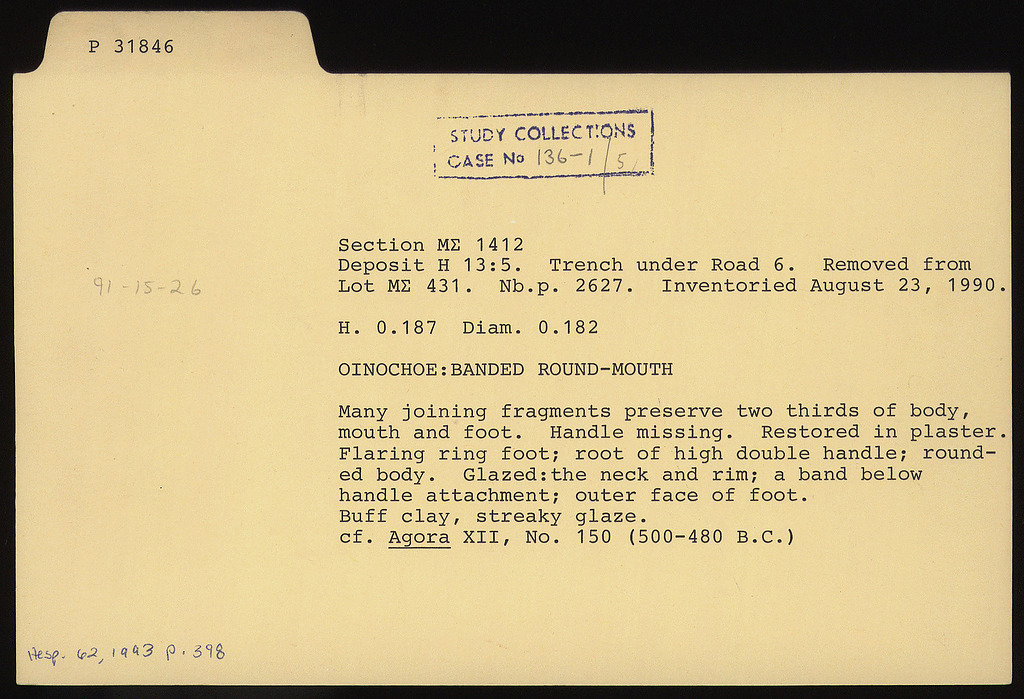 P 31846
STUDY COLLECTIONS
CASE No 136-1/5
Section ΜΣ 1412
Deposit H 13:5.  Trench under Road 6.  Removed from
91-15-26
Lot ΜΣ 431.  Nb.p. 2627.  Inventoried August 23, 1990.
H. 0.187  Diam. 0.182
OINOCHOE:BANDED ROUND-MOUTH
Many joining fragments preserve two thirds of body,
mouth and foot.  Handle missing.  Restored in plaster.
Flaring ring foot; root of high double handle; round-
ed body.  Glazed:the neck and rim; a band below
handle attachment; outer face of foot.
Buff clay, streaky glaze.
cf. Agora XII, No. 150 (500-480 B.C.)
Hesp. 62, 1993 p. 398